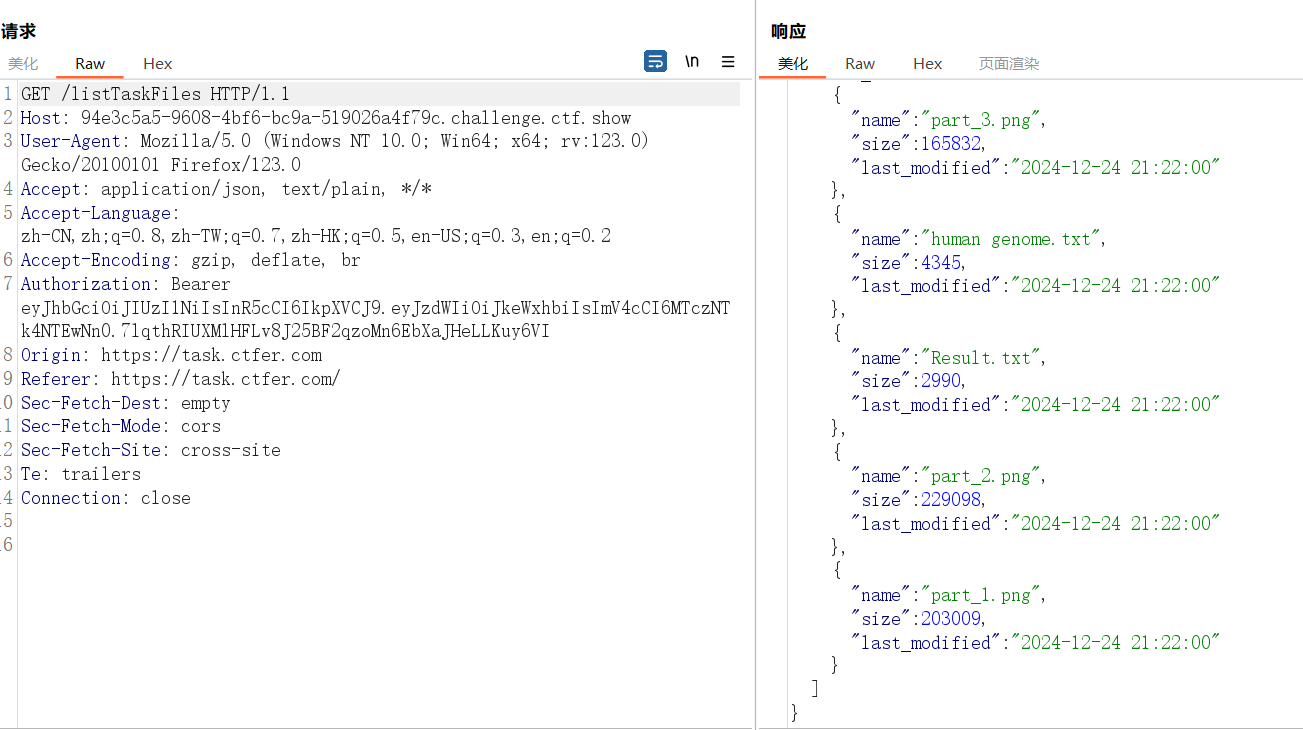 请求
美化 Raw Hex \n
1 GET /listTaskFiles HTTP/1.1
2 Host: 94e3c5a5-9608-4bf6-bc9a-519026a4f79c.challenge.ctf.show
3 User-Agent: Mozilla/5.0 (Windows NT 10.0; Win64; x64; rv:123.0)
Gecko/20100101 Firefox/123.0
4 Accept: application/json, text/plain, */*
5 Accept-Language:
zh-CN,zh;q=0.8,zh-TW;q=0.7,zh-HK;q=0.5,en-US;q=0.3,en;q=0.2
6 Accept-Encoding: gzip, deflate, br
7 Authorization: Bearer
eyJhbGciOiJIUzI1NiIsInR5cCI6IkpXVCJ9.eyJzdWIiOiJkeWxhbiIsImV4cCI6MTczNT
k4NTEwNn0.7lqthRIUXMlHFLv8J25BF2qzoMn6EbXaJHeLLKuy6VI
8 Origin: https://task.ctfer.com
9 Referer: https://task.ctfer.com/
0 Sec-Fetch-Dest: empty
1 Sec-Fetch-Mode: cors
2 Sec-Fetch-Site: cross-site
3 Te: trailers
4 Connection: close
5
6
响应
美化 Raw Hex 页面渲染
{
"name":"part_3.png",
"size":165832,
"last_modified":"2024-12-24 21:22:00"
},
{
"name":"human genome.txt",
"size":4345,
"last_modified":"2024-12-24 21:22:00"
},
{
"name":"Result.txt",
"size":2990,
"last_modified":"2024-12-24 21:22:00"
},
{
"name":"part_2.png",
"size":229098,
"last_modified":"2024-12-24 21:22:00"
},
{
"name":"part_1.png",
"size":203009,
"last_modified":"2024-12-24 21:22:00"
}
]
}